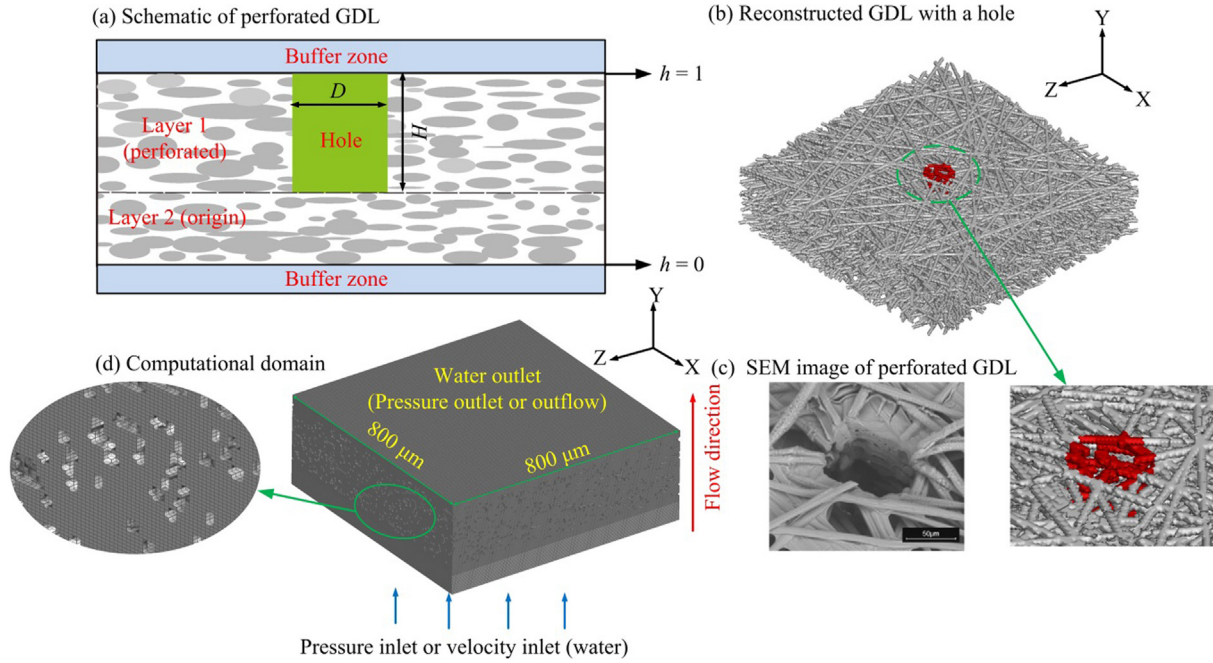 (a) Schematic of perforated GDL
Buffer zone
h = 1
D
H
Layer 1
(perforated)
Hole
Layer 2 (origin)
h = 0
Buffer zone
(b) Reconstructed GDL with a hole
Y
Z
X
(c) SEM image of perforated GDL
50μm
(d) Computational domain
Y
Z
X
Water outlet
(Pressure outlet or outflow)
800 μm
800 μm
Flow direction
Pressure inlet or velocity inlet (water)